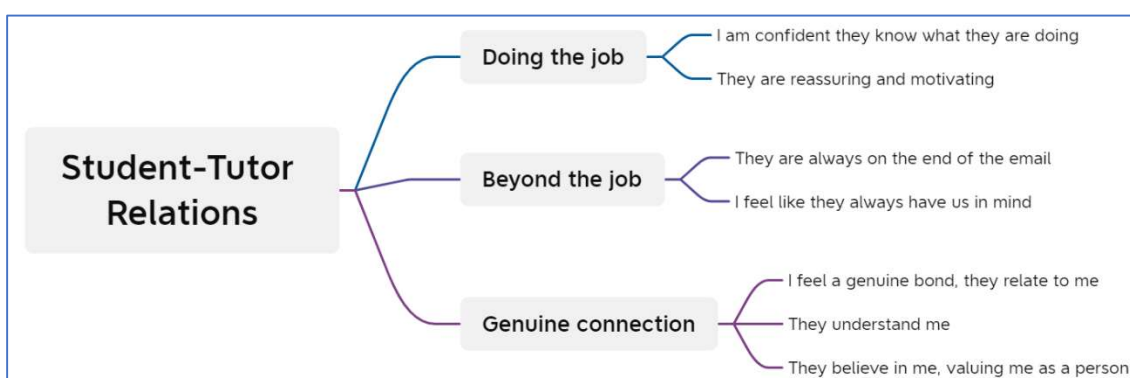 Student-Tutor
Relations
Doing the job
I am confident they know what they are doing
They are reassuring and motivating
Beyond the job
They are always on the end of the email
I feel like they always have us in mind
Genuine connection
I feel a genuine bond, they relate to me
They understand me
They believe in me, valuing me as a person